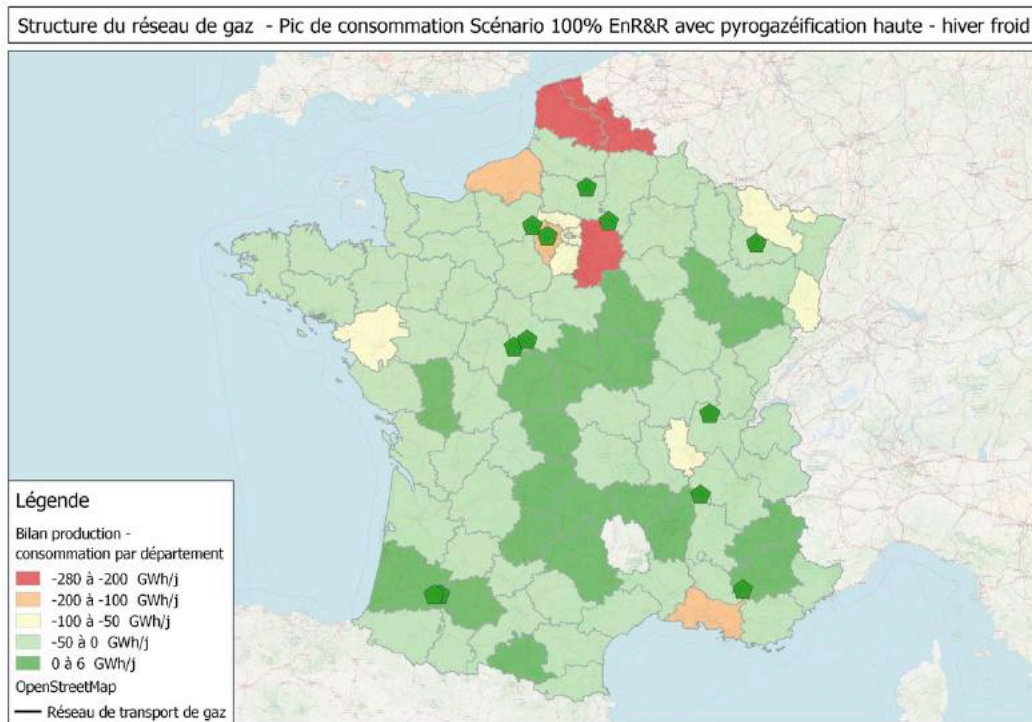 Structure du réseau de gaz - Pic de consommation Scénario 100% EnR&R avec pyrogazéification haute - hiver froid
Légende
Bilan production -
consommation par département
-280 à -200 GWh/j
-200 à -100 GWh/j
-100 à -50 GWh/j
-50 à 0 GWh/j
0 à 6 GWh/j
OpenStreetMap
Réseau de transport de gaz